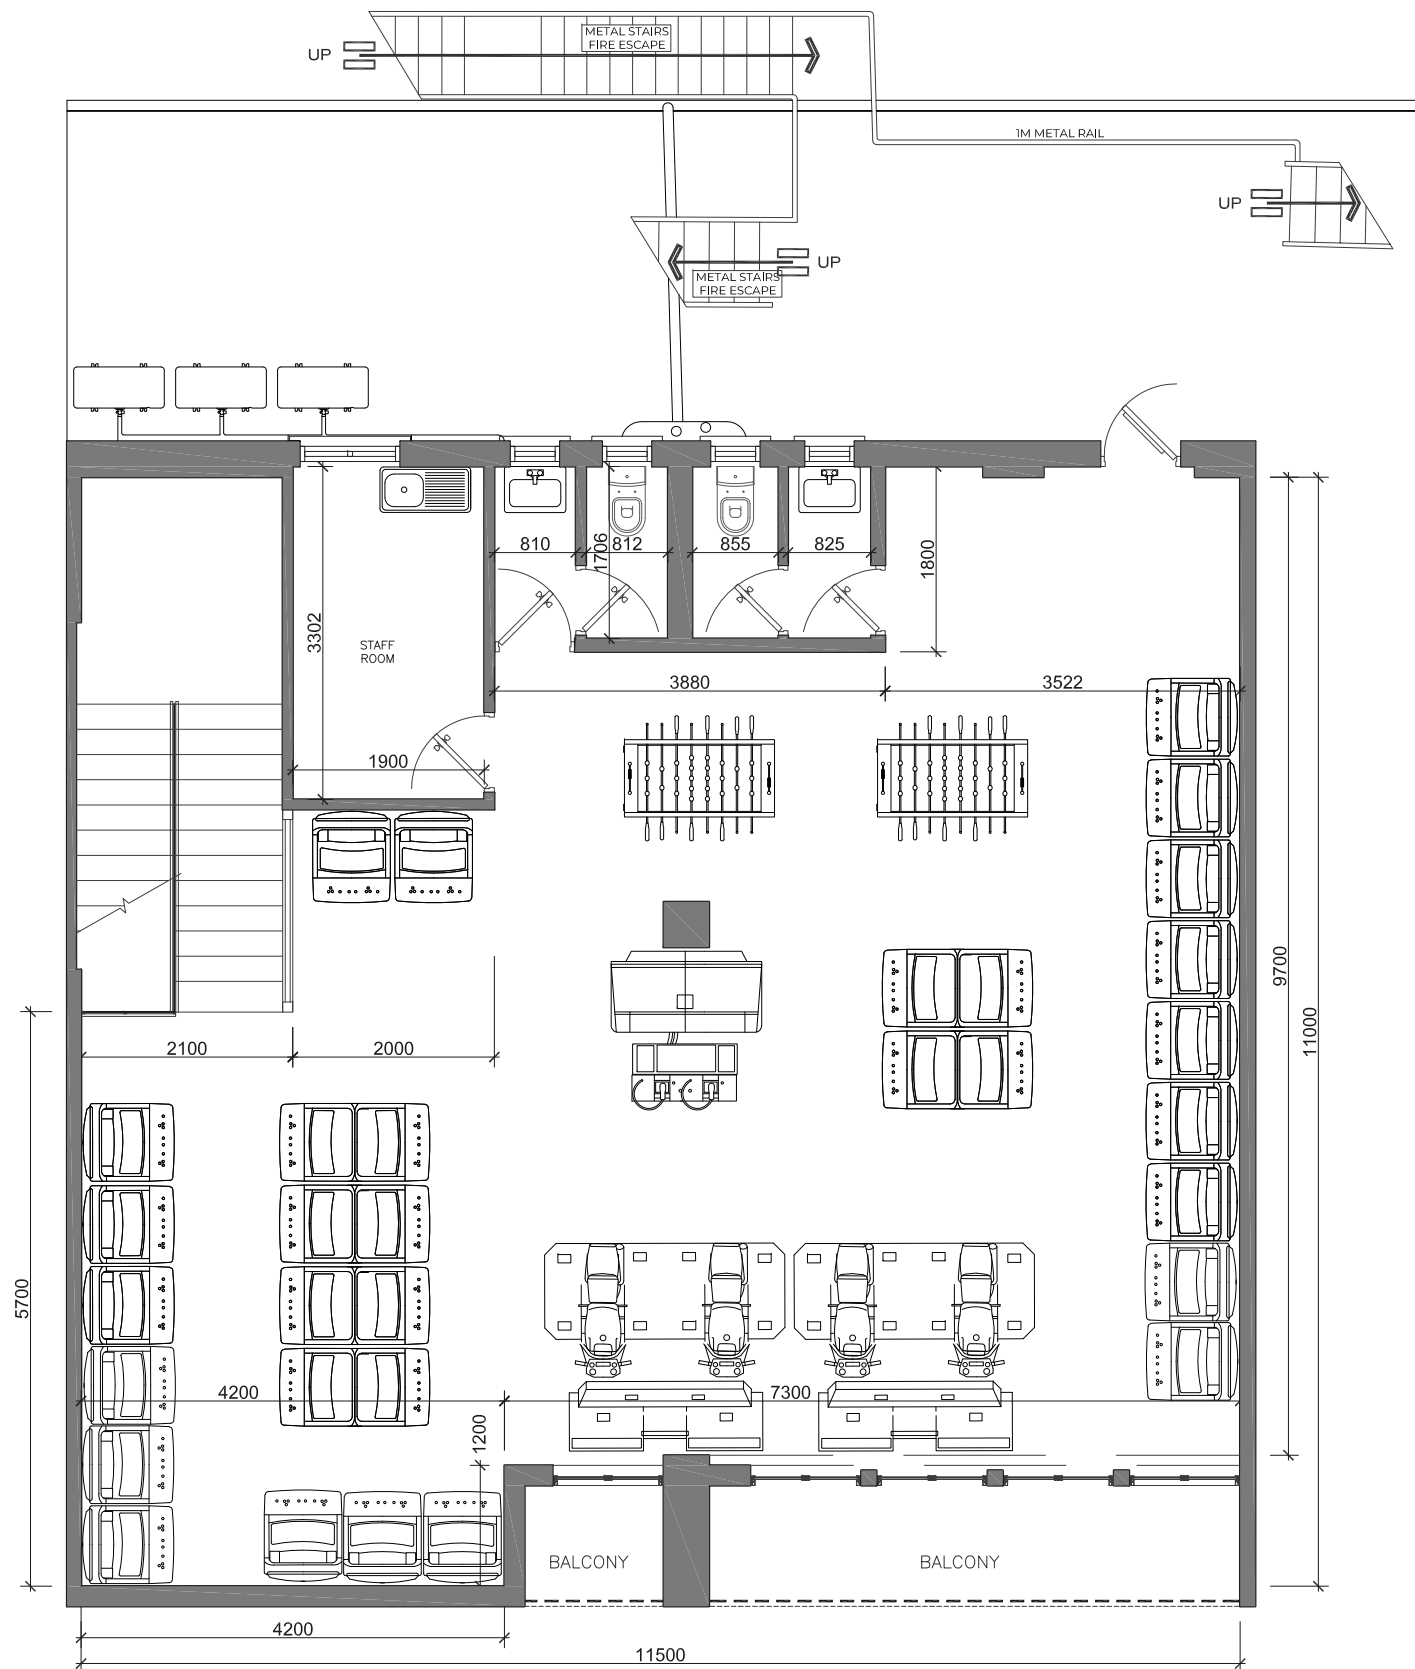 METAL STAIRS
FIRE ESCAPE
UP
1M METAL RAIL
UP
UP
METAL STAIRS
FIRE ESCAPE
810
812
1706
855
825
1800
3302
STAFF
ROOM
3880
3522
1900
9700
11000
2100
2000
5700
4200
7300
1200
BALCONY
BALCONY
4200
11500